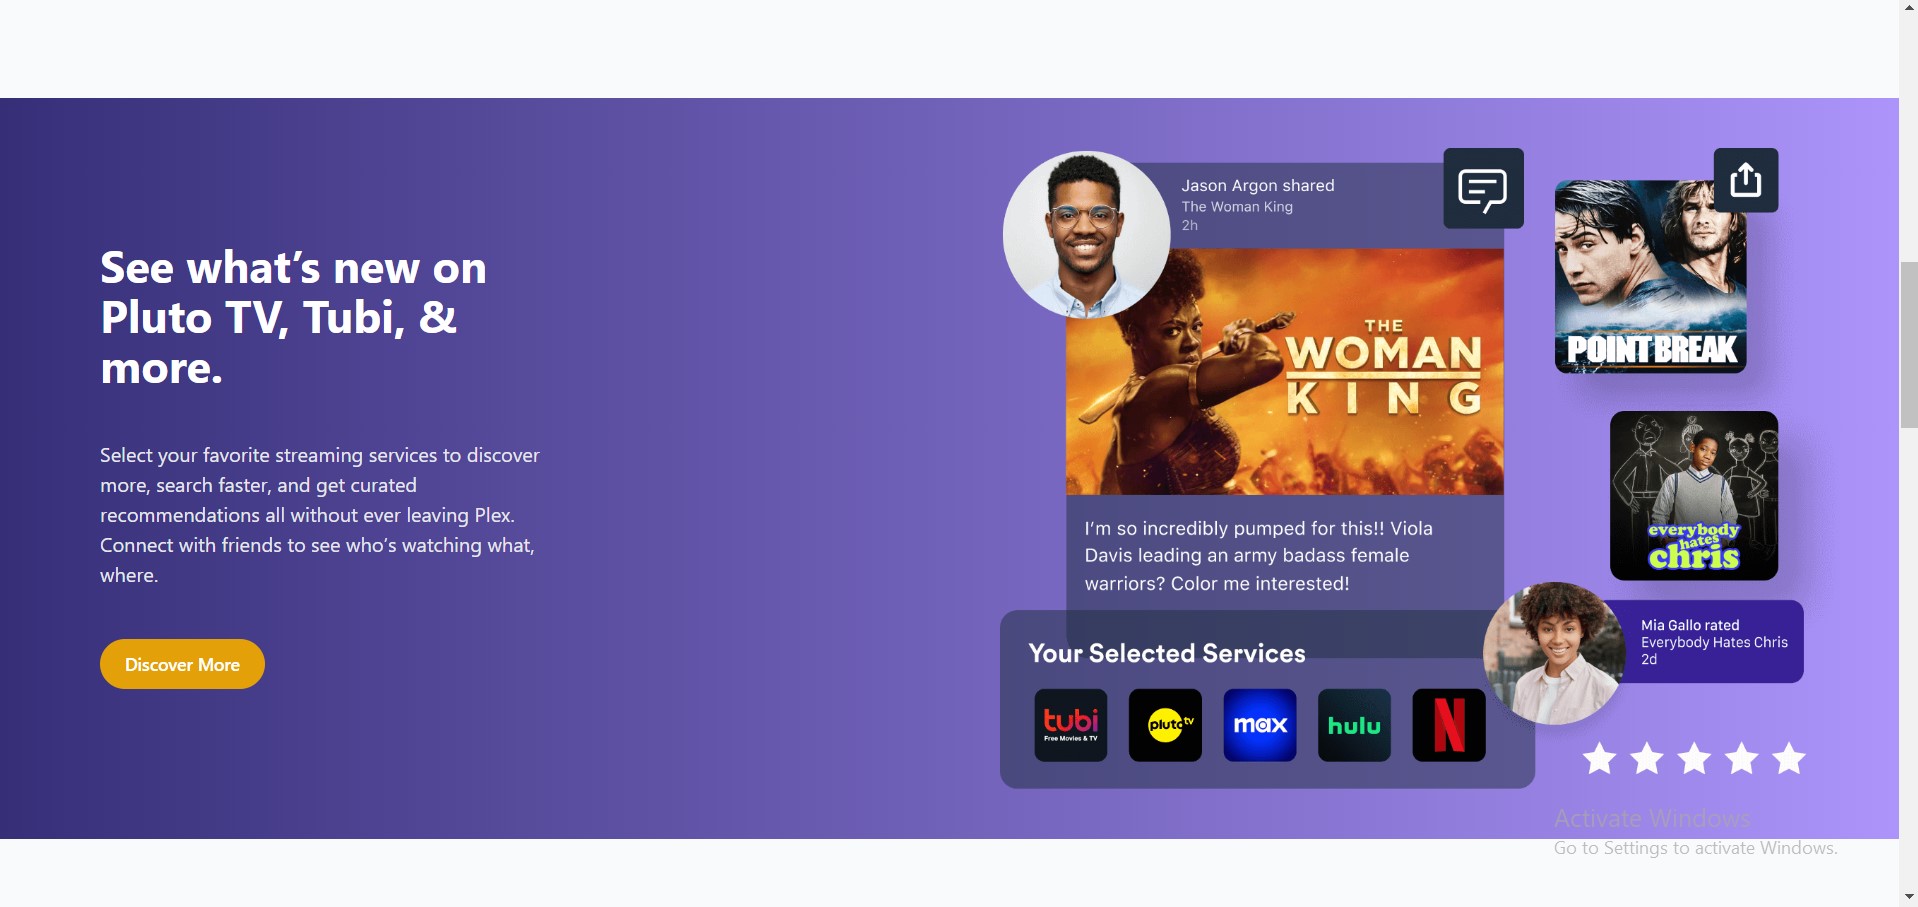 See what’s new on
Pluto TV, Tubi, &
more.
Select your favorite streaming services to discover
more, search faster, and get curated
recommendations all without ever leaving Plex.
Connect with friends to see who’s watching what,
where.
Discover More
Jason Argon shared
The Woman King
2h
THE
WOMAN
KING
I’m so incredibly pumped for this!! Viola
Davis leading an army badass female
warriors? Color me interested!
Your Selected Services
tubi
Free Movies & TV
pluto tv
max
hulu
N
POINT BREAK
everybody
hates
chris
Mia Gallo rated
Everybody Hates Chris
2d
Activate Windows
Go to Settings to activate Windows.